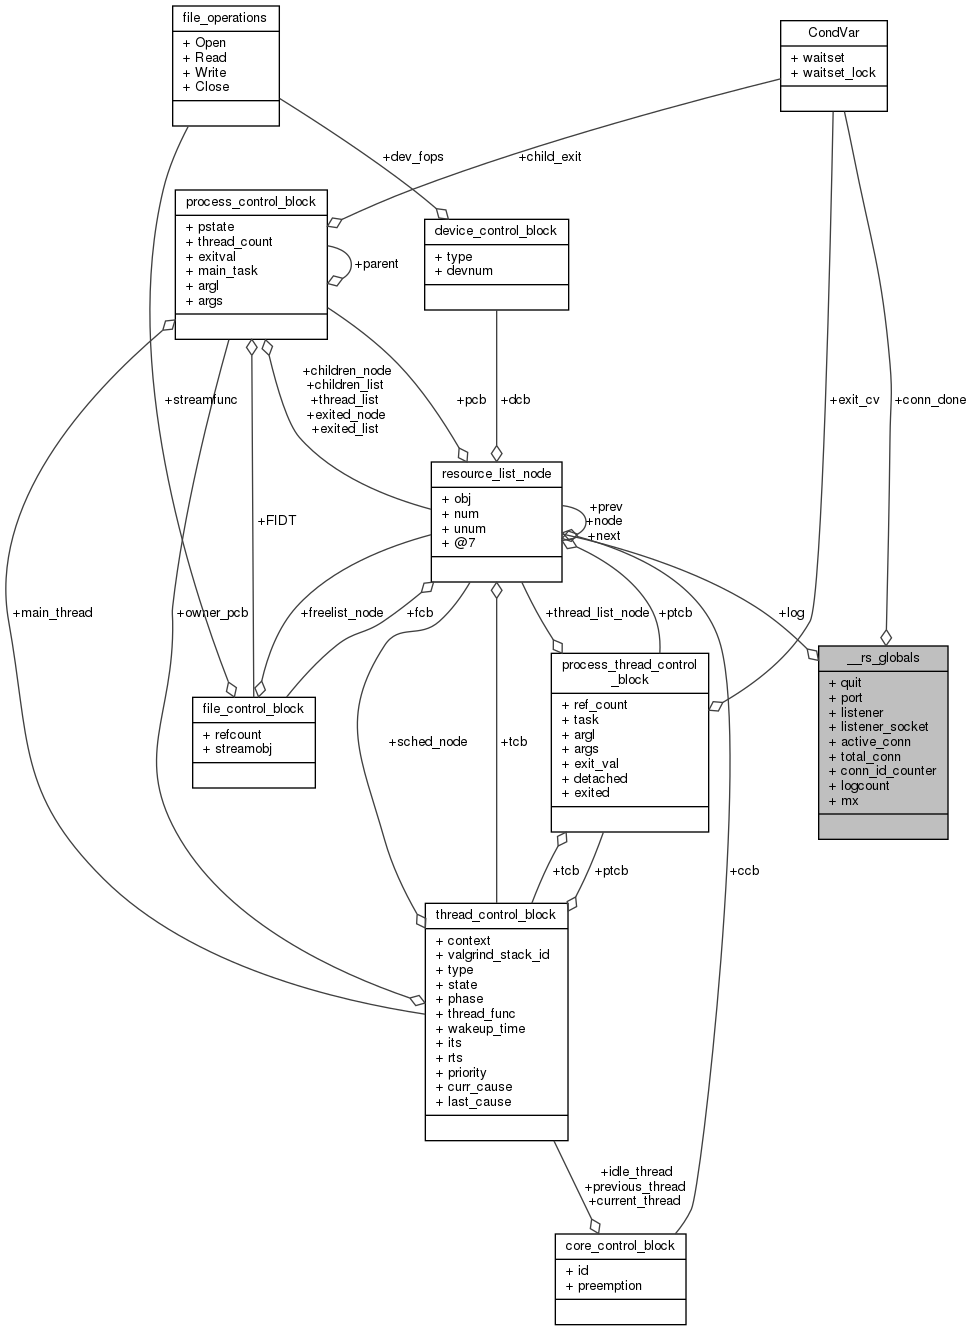 file_operations
+ Open
+ Read
+ Write
+ Close
CondVar
+ waitset
+ waitset_lock
+dev_fops
+child_exit
process_control_block
+ pstate
+ thread_count
+ exitval
+ main_task
+ argl
+ args
+parent
device_control_block
+ type
+ devnum
+children_node
+children_list
+thread_list
+exited_node
+exited_list
+streamfunc
+pcb
+dcb
+exit_cv
+conn_done
resource_list_node
+ obj
+ num
+ unum
+ @7
+prev
+node
+next
+FIDT
+main_thread
+owner_pcb
+freelist_node
+fcb
+thread_list_node
+ptcb
+log
__rs_globals
+ quit
+ port
+ listener
+ listener_socket
+ active_conn
+ total_conn
+ conn_id_counter
+ logcount
+ mx
process_thread_control
_block
+ ref_count
+ task
+ argl
+ args
+ exit_val
+ detached
+ exited
file_control_block
+ refcount
+ streamobj
+sched_node
+tcb
+tcb
+ptcb
+ccb
thread_control_block
+ context
+ valgrind_stack_id
+ type
+ state
+ phase
+ thread_func
+ wakeup_time
+ its
+ rts
+ priority
+ curr_cause
+ last_cause
+idle_thread
+previous_thread
+current_thread
core_control_block
+ id
+ preemption